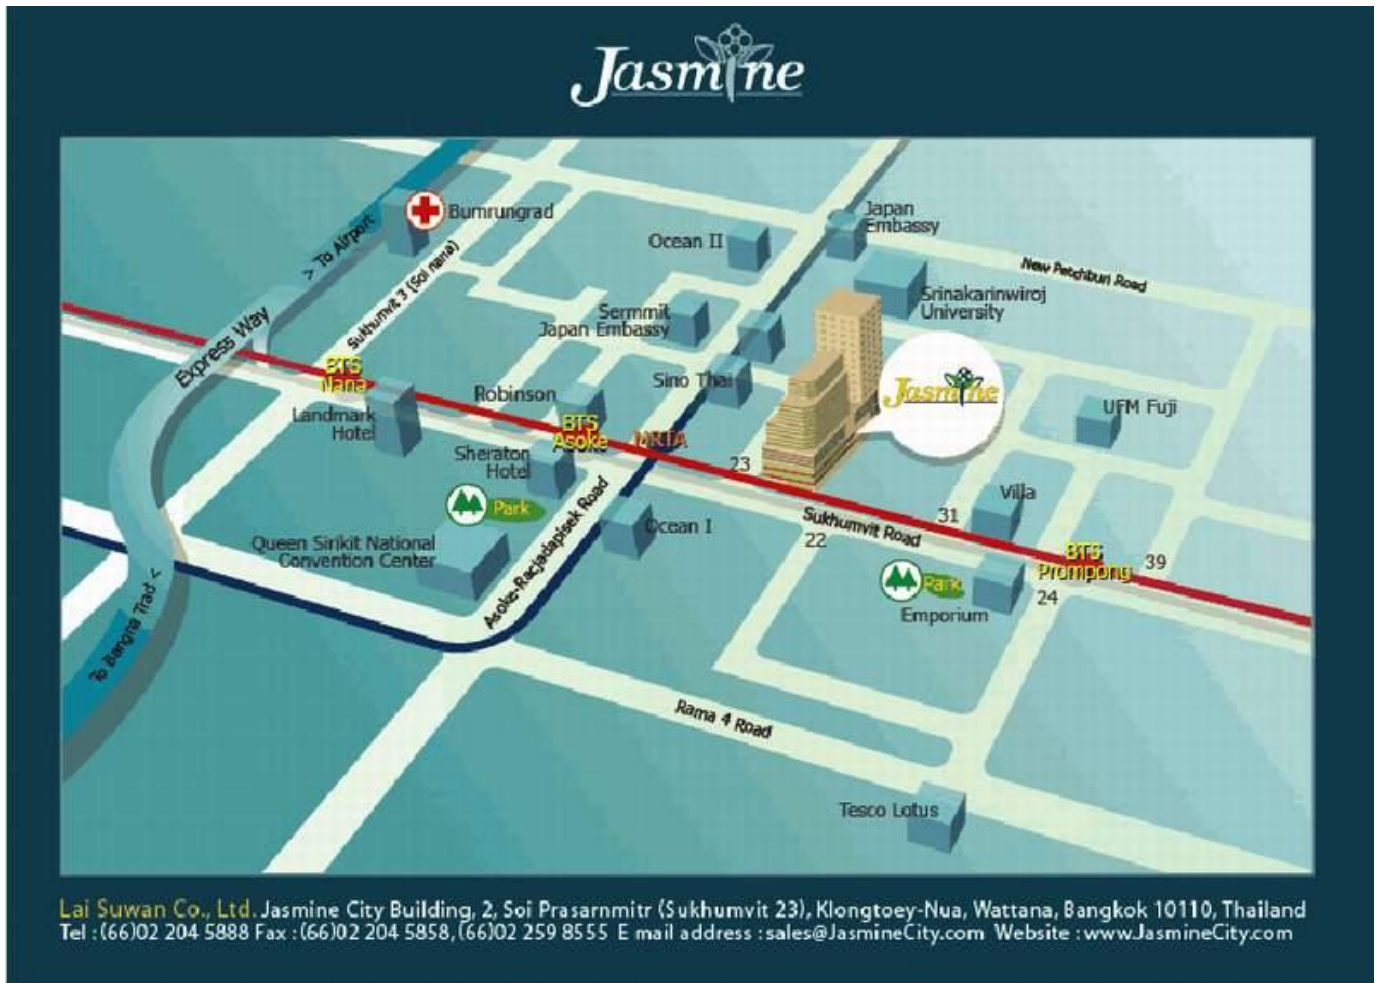 Jasmine
Bumrungrad
> To Airport
Sukhumvit 3 (Soi nana)
Express Way
Japan
Embassy
Ocean II
New Petchburi Road
Srinakarinwiroj
University
Sermmit
Japan Embassy
BTS
Nana
Landmark
Hotel
Robinson
Sino Thai
Jasmine
UFM Fuji
BTS
Asoke
Asoke
MRTA
Sheraton
Hotel
23
Park
Villa
31
Sukhumvit Road
22
Ocean I
Queen Sirikit National
Convention Center
Asoke-Racjadapisek Road
BTS
Prompong
39
Park
24
Emporium
To Bangna Trad <
Rama 4 Road
Tesco Lotus
Lai Suwan Co., Ltd. Jasmine City Building, 2, Soi Prasarnmitr (Sukhumvit 23), Klongtoey-Nua, Wattana, Bangkok 10110, Thailand
Tel : (66)02 204 5888 Fax : (66)02 204 5858, (66)02 259 8555 E mail address : sales@JasmineCity.com Website : www.JasmineCity.com